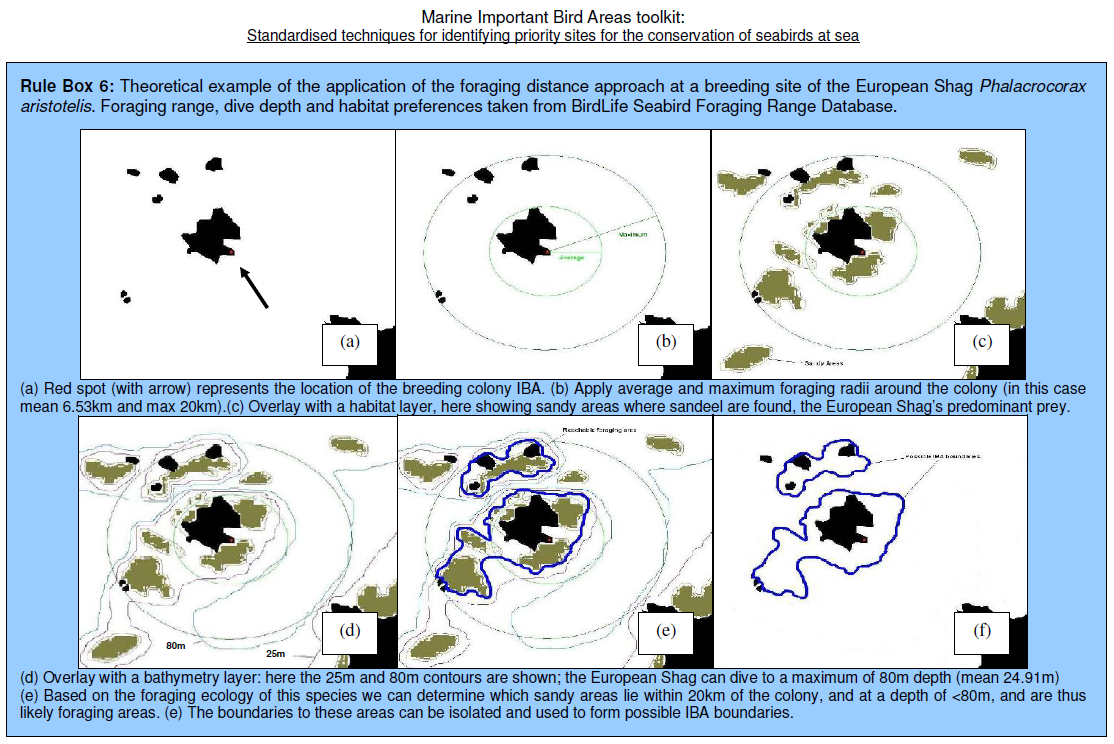 Marine Important Bird Areas toolkit:
Standardised techniques for identifying priority sites for the conservation of seabirds at sea
Rule Box 6: Theoretical example of the application of the foraging distance approach at a breeding site of the European Shag Phalacrocorax
aristotelis. Foraging range, dive depth and habitat preferences taken from BirdLife Seabird Foraging Range Database.
Maximum
Average
Sandy Areas
(a)
(b)
(c)
(a) Red spot (with arrow) represents the location of the breeding colony IBA. (b) Apply average and maximum foraging radii around the colony (in this case
mean 6.53km and max 20km).(c) Overlay with a habitat layer, here showing sandy areas where sandeel are found, the European Shag's predominant prey.
Reachable foraging area
Possible IBA boundaries.
80m
25m
(d)
(e)
(f)
(d) Overlay with a bathymetry layer: here the 25m and 80m contours are shown; the European Shag can dive to a maximum of 80m depth (mean 24.91m)
(e) Based on the foraging ecology of this species we can determine which sandy areas lie within 20km of the colony, and at a depth of <80m, and are thus
likely foraging areas. (e) The boundaries to these areas can be isolated and used to form possible IBA boundaries.